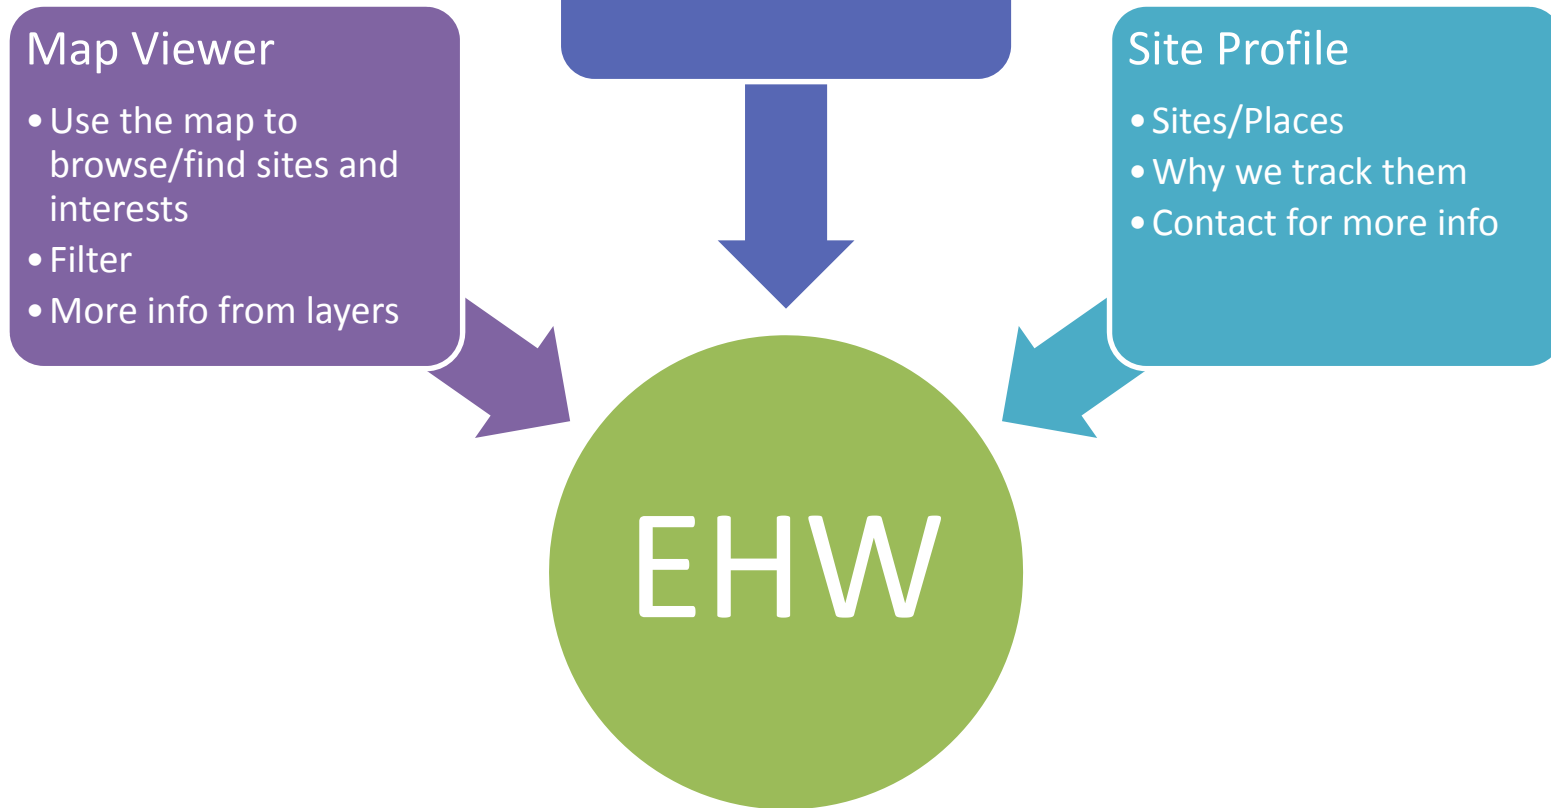 Map Viewer
• Use the map to
browse/find sites and
interests
• Filter
• More info from layers
Site Profile
• Sites/Places
• Why we track them
• Contact for more info
EHW